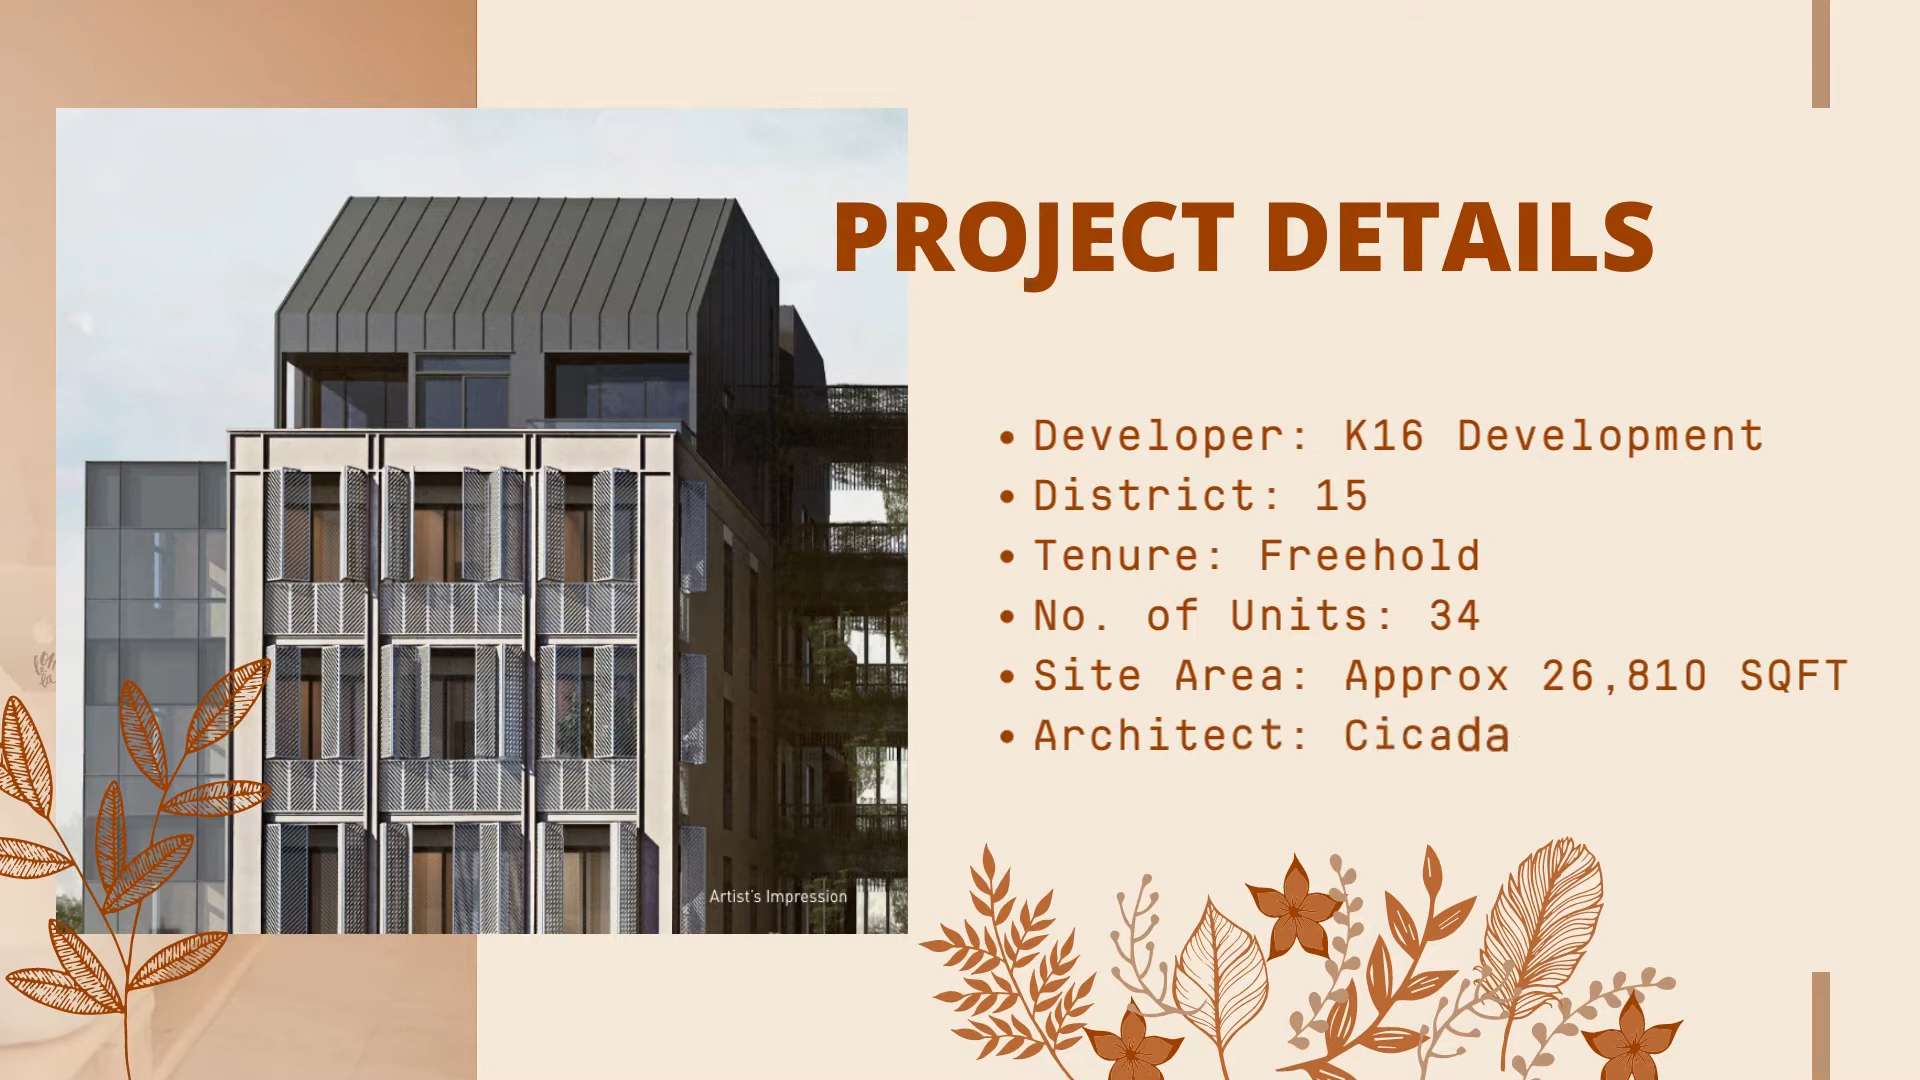 PROJECT DETAILS
• Developer: K16 Development
• District: 15
• Tenure: Freehold
• No. of Units: 34
• Site Area: Approx 26,810 SQFT
• Architect: Cicada
Artist's Impression